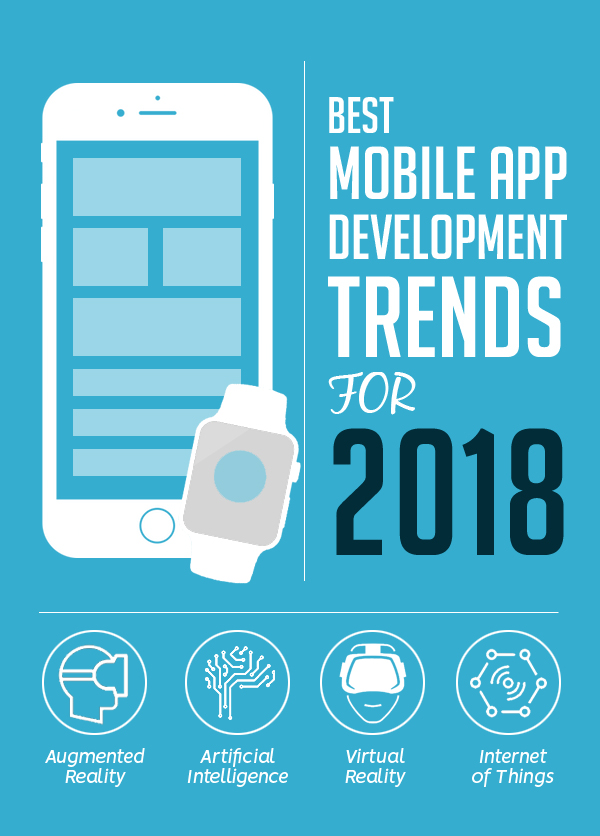 BEST
MOBILE APP
DEVELOPMENT
TRENDS
FOR
2018
Augmented
Reality
Artificial
Intelligence
Virtual
Reality
Internet
of Things